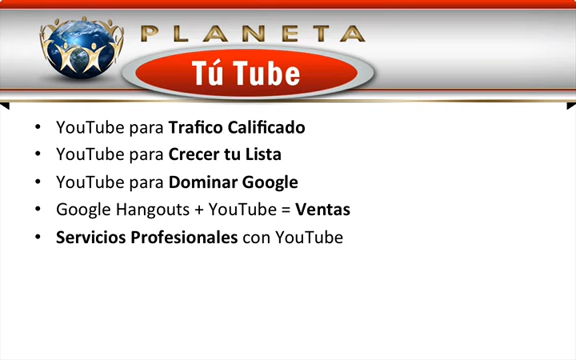 PLANETA
Tú Tube
• YouTube para Trafico Calificado
• YouTube para Crecer tu Lista
• YouTube para Dominar Google
• Google Hangouts + YouTube = Ventas
• Servicios Profesionales con YouTube